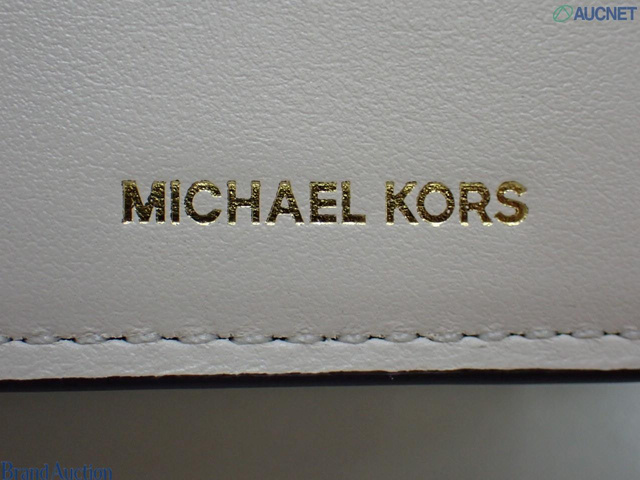 AUCNET
MICHAEL KORS
Brand Auction